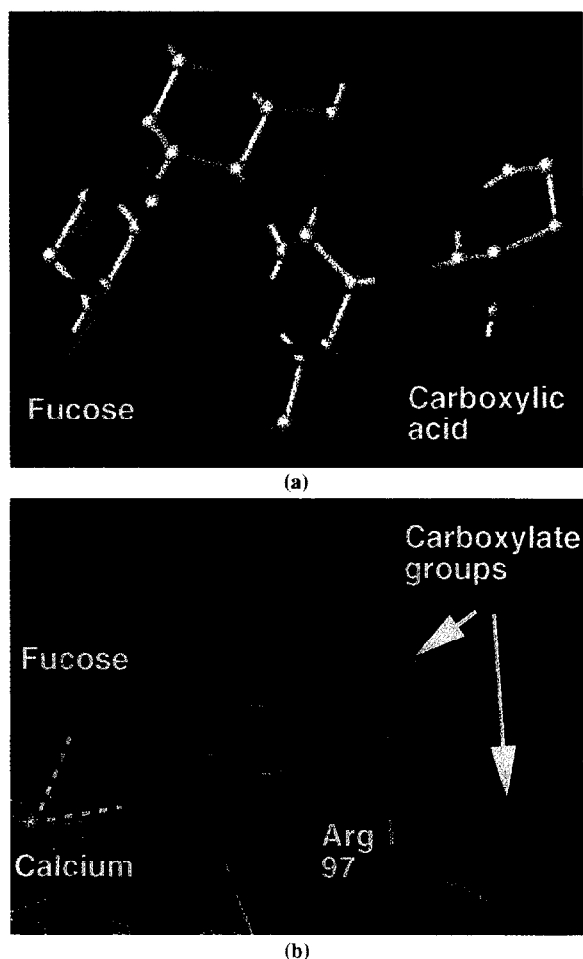 Fucose
Carboxylic
acid
(a)
Carboxylate
groups
Fucose
Calcium
Arg
97
(b)